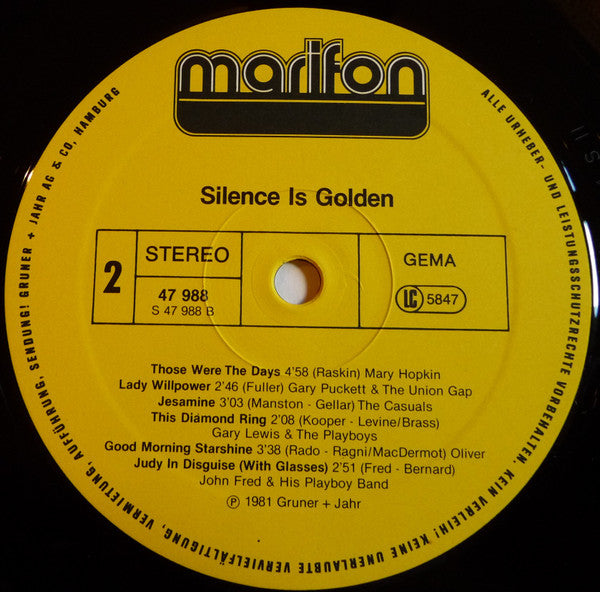 marifon
Silence Is Golden
2
STEREO
47 988
S 47 988 B
GEMA
LC 5847
Those Were The Days 4'58 (Raskin) Mary Hopkin
Lady Willpower 2'46 (Fuller) Gary Puckett & The Union Gap
Jesamine 3'03 (Manston - Gellar) The Casuals
This Diamond Ring 2'08 (Kooper - Levine/Brass)
Gary Lewis & The Playboys
Good Morning Starshine 3'38 (Rado - Ragni/MacDermot) Oliver
Judy In Disguise (With Glasses) 2'51 (Fred - Bernard)
John Fred & His Playboy Band
Ⓟ 1981 Gruner + Jahr
ALLE URHEBER- UND LEISTUNGSSCHUTZRECHTE VORBEHALTEN. KEIN VERLEIH! KEINE UNERLAUBTE VERVIELFÄLTIGUNG, VERMIETUNG, AUFFÜHRUNG, SENDUNG! GRUNER + JAHR AG & CO, HAMBURG